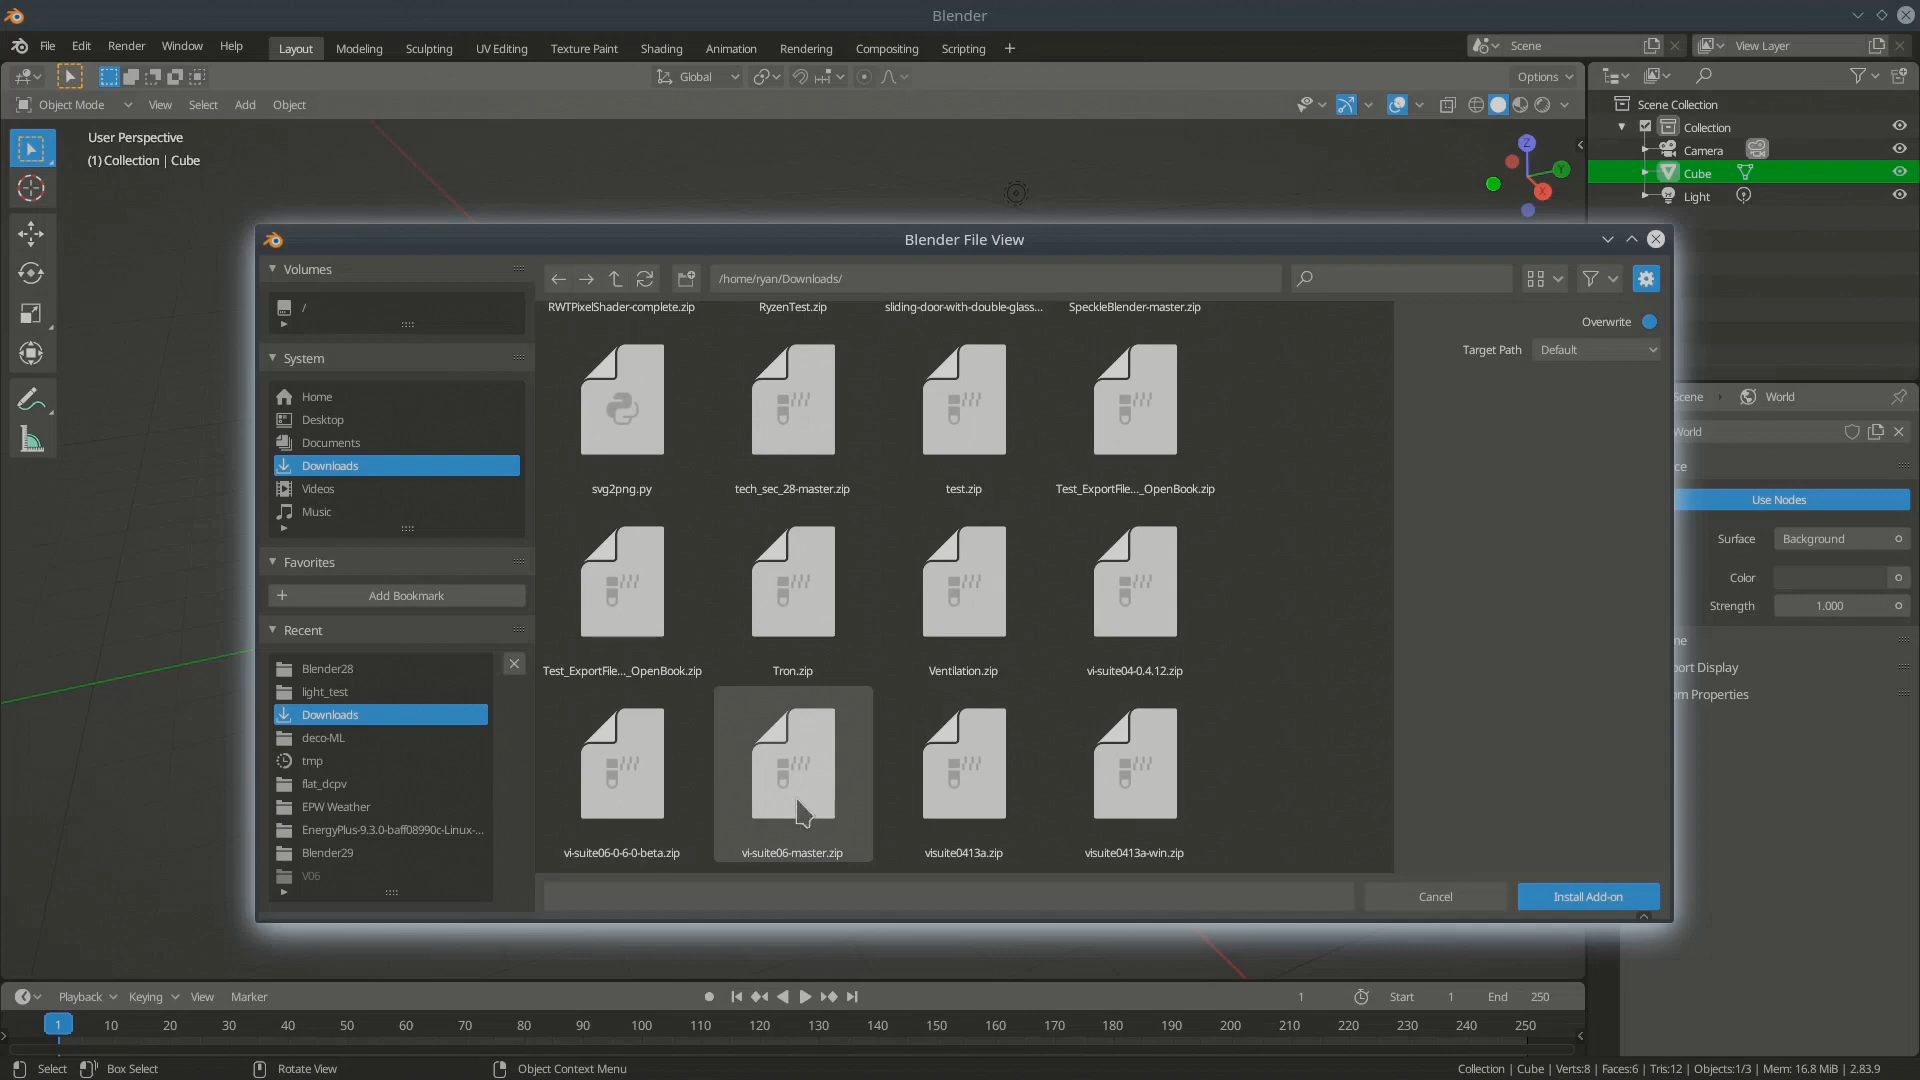 Blender
File Edit Render Window Help Layout Modeling Sculpting UV Editing Texture Paint Shading Animation Rendering Compositing Scripting + Scene View Layer
Global Options
Object Mode View Select Add Object
Scene Collection
Collection
Camera
Cube
Light
User Perspective
(1) Collection | Cube
Z
Y
X
Blender File View
Volumes
/
System
Home
Desktop
Documents
Downloads
Videos
Music
Favorites
Add Bookmark
Recent
Blender28
light_test
Downloads
deco-ML
tmp
flat_dcpv
EPW Weather
EnergyPlus-9.3.0-baff08990c-Linux-...
Blender29
V06
/home/ryan/Downloads/
RWTPixelShader-complete.zip RyzenTest.zip sliding-door-with-double-glass... SpeckleBlender-master.zip
svg2png.py tech_sec_28-master.zip test.zip Test_ExportFile..._OpenBook.zip
Test_ExportFile..._OpenBook.zip Tron.zip Ventilation.zip vi-suite04-0.4.12.zip
vi-suite06-0-6-0-beta.zip vi-suite06-master.zip visuite0413a.zip visuite0413a-win.zip
Overwrite
Target Path Default
Cancel Install Add-on
Scene World
World
ce
Use Nodes
Surface Background
Color
Strength 1.000
me
port Display
m Properties
Playback Keying View Marker 1 Start 1 End 250
1 10 20 30 40 50 60 70 80 90 100 110 120 130 140 150 160 170 180 190 200 210 220 230 240 250
Select Box Select Rotate View Object Context Menu Collection | Cube | Verts:8 | Faces:6 | Tris:12 | Objects:1/3 | Mem: 16.8 MiB | 2.83.9